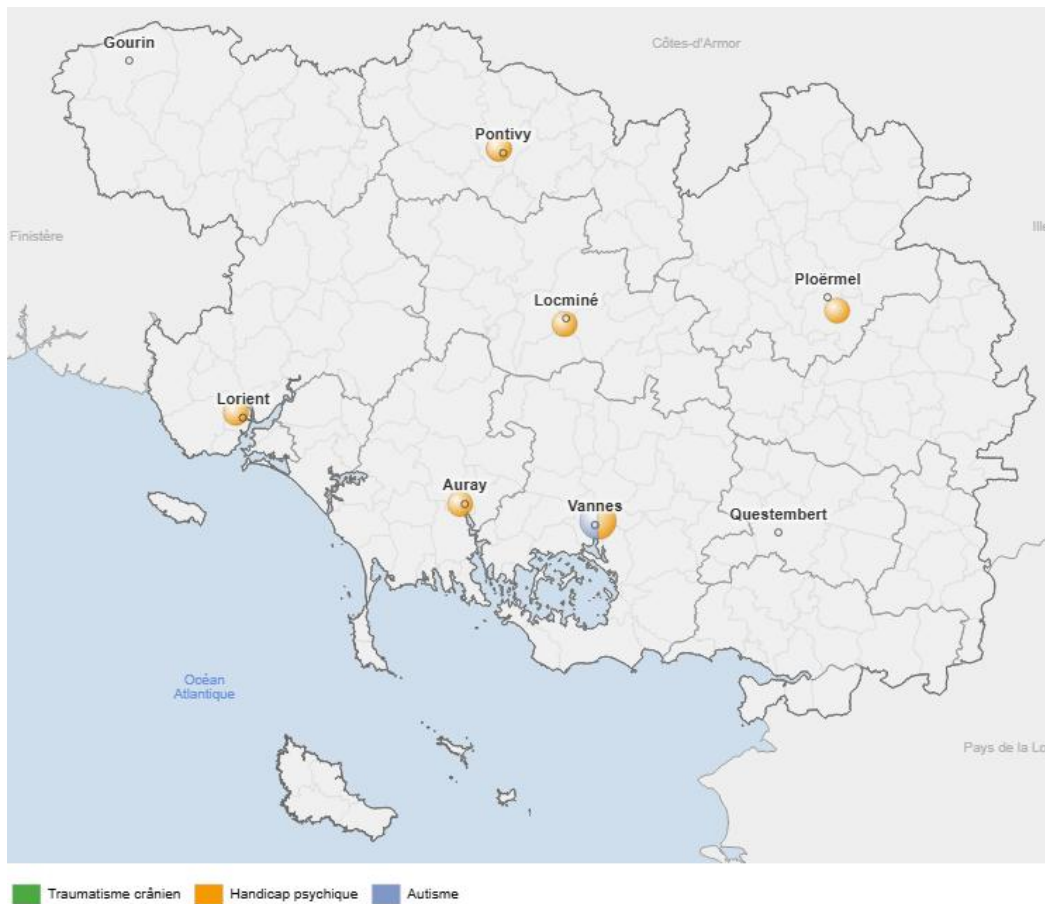 Gourin
Côtes-d'Armor
Pontivy
Finistère
Ille
Ploërmel
Locminé
Lorient
Auray
Vannes
Questembert
Océan
Atlantique
Pays de la Lo
Traumatisme crânien
Handicap psychique
Autisme